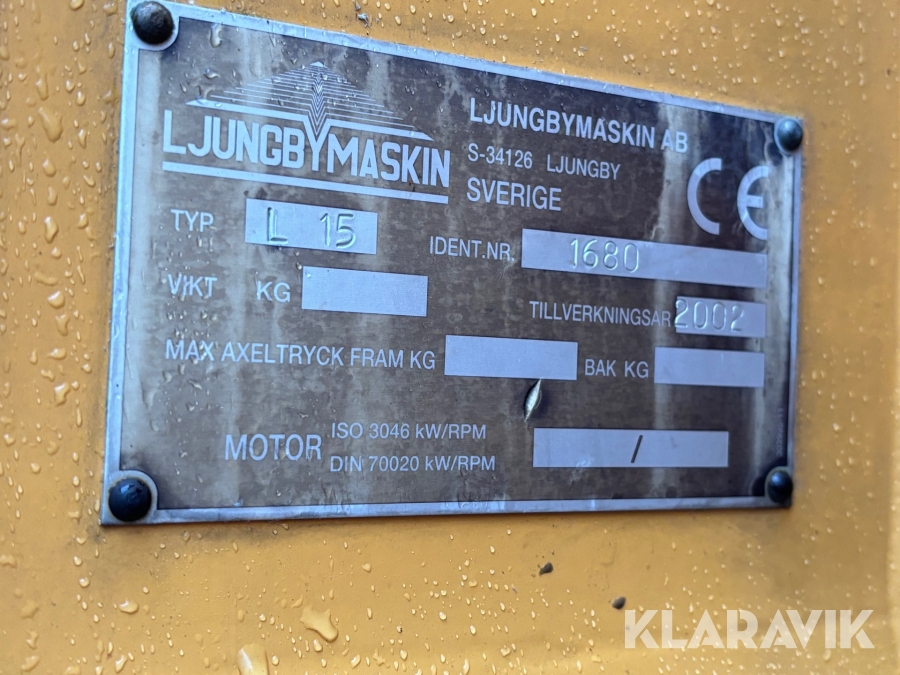 LJUNGBYMASKIN
LJUNGBYMASKIN AB
S-34126 LJUNGBY
SVERIGE
CE
TYP L 15
IDENT.NR. 1680
VIKT KG
TILLVERKNINGSÅR 2002
MAX AXELTRYCK FRAM KG BAK KG
MOTOR ISO 3046 kW/RPM
DIN 70020 kW/RPM /
KLARAVIK